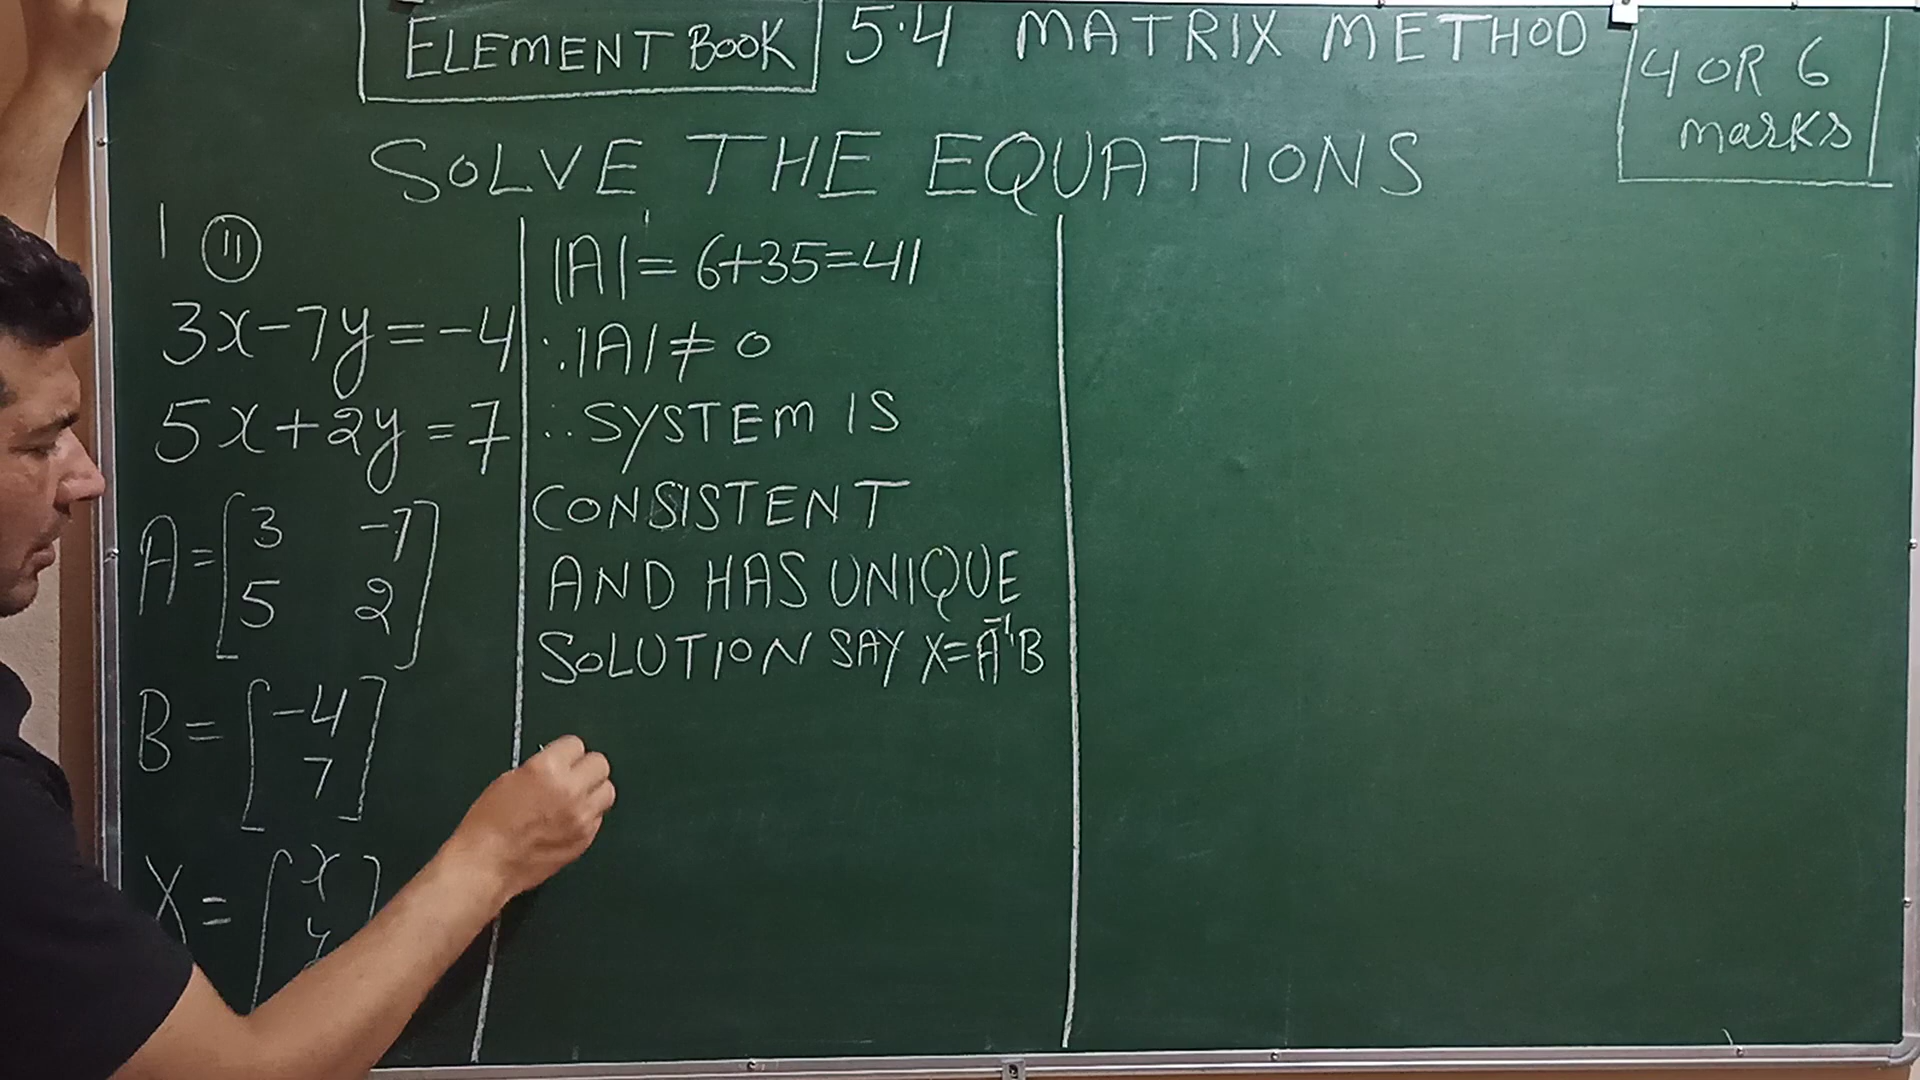 ELEMENT BOOK 5.4 MATRIX METHOD
4 OR 6
marks
SOLVE THE EQUATIONS
1 (ii)
3x-7y=-4
5x+2y=7
A=[3 -7
5 2]
B=[-4
7]
X=[x
y]
|A|=6+35=41
∴|A|≠0
∴SYSTEM IS
CONSISTENT
AND HAS UNIQUE
SOLUTION SAY X=A⁻¹B